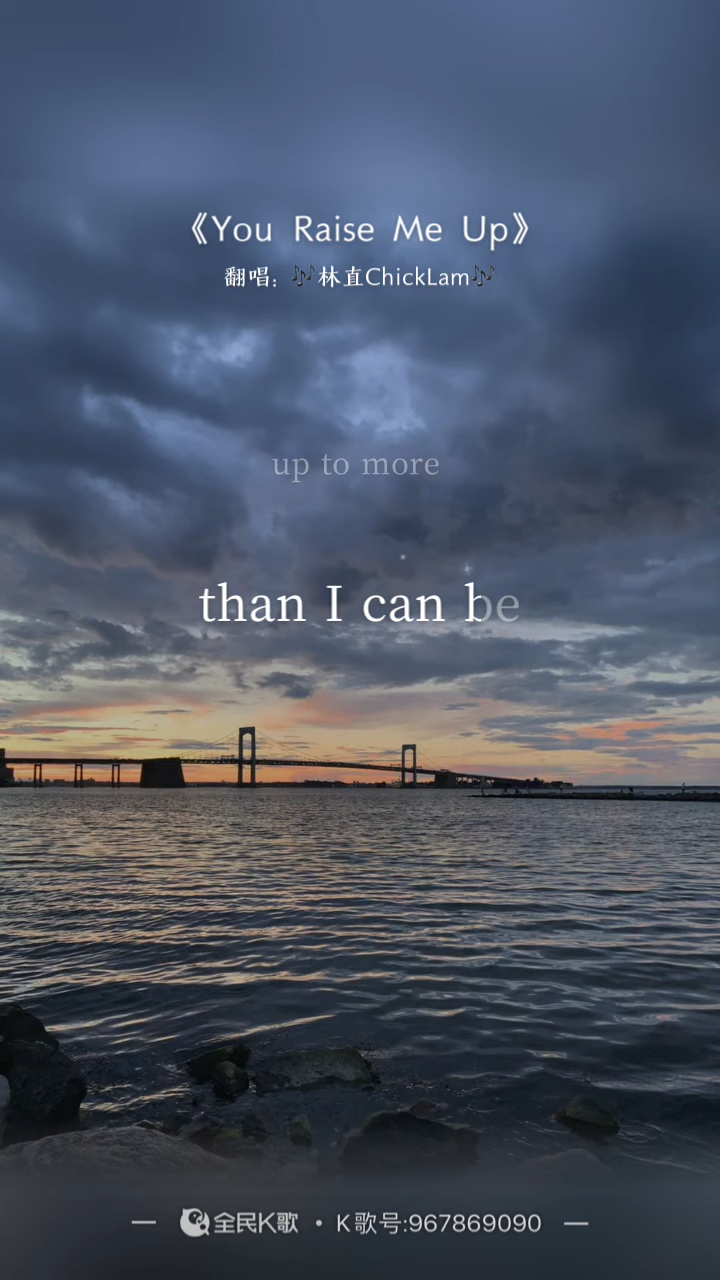 《You Raise Me Up》
翻唱：🎶林直ChickLam🎶
up to more
than I can be
全民K歌 • K歌号:967869090